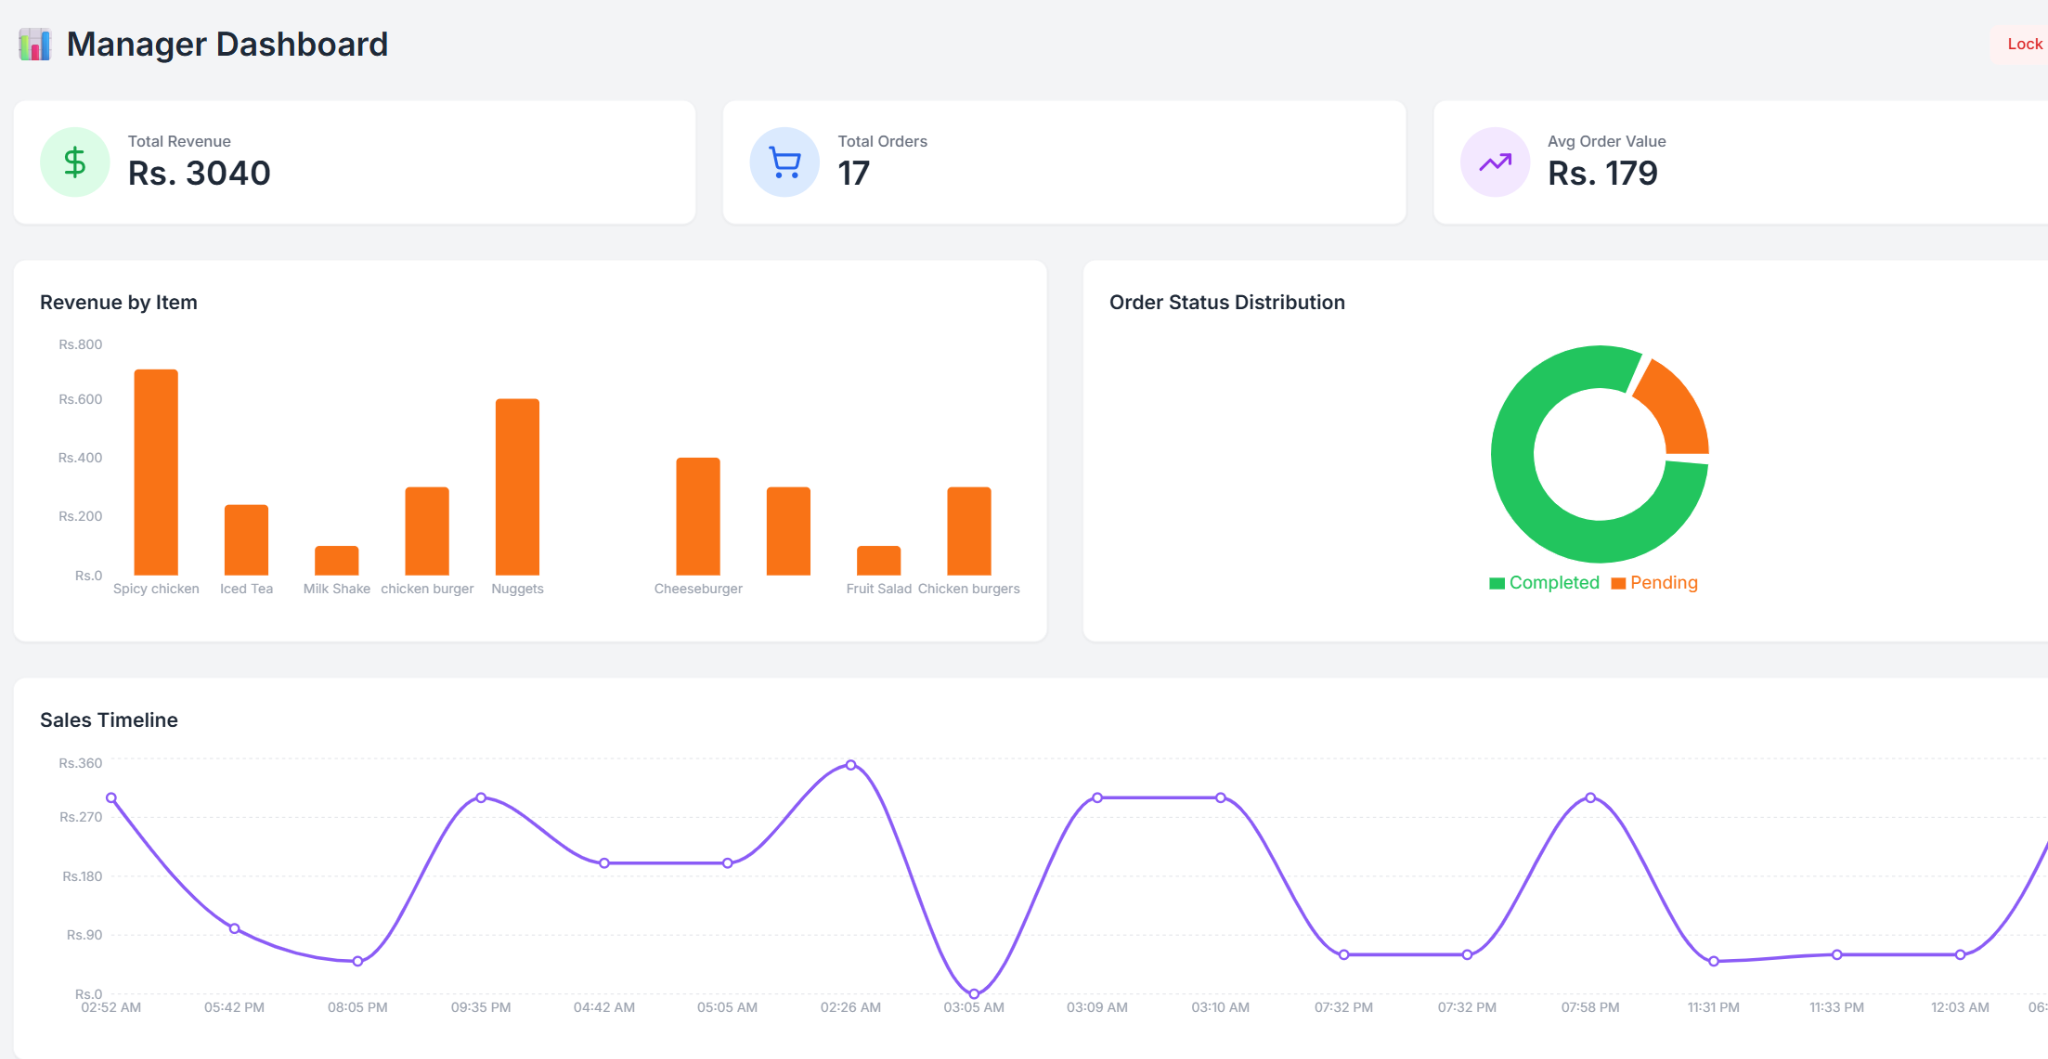 Manager Dashboard
Lock
Total Revenue
Rs. 3040
Total Orders
17
Avg Order Value
Rs. 179
Revenue by Item
Rs.800
Rs.600
Rs.400
Rs.200
Rs.0
Spicy chicken Iced Tea Milk Shake chicken burger Nuggets Cheeseburger Fruit Salad Chicken burgers
Order Status Distribution
Completed Pending
Sales Timeline
Rs.360
Rs.270
Rs.180
Rs.90
Rs.0
02:52 AM 05:42 PM 08:05 PM 09:35 PM 04:42 AM 05:05 AM 02:26 AM 03:05 AM 03:09 AM 03:10 AM 07:32 PM 07:32 PM 07:58 PM 11:31 PM 11:33 PM 12:03 AM